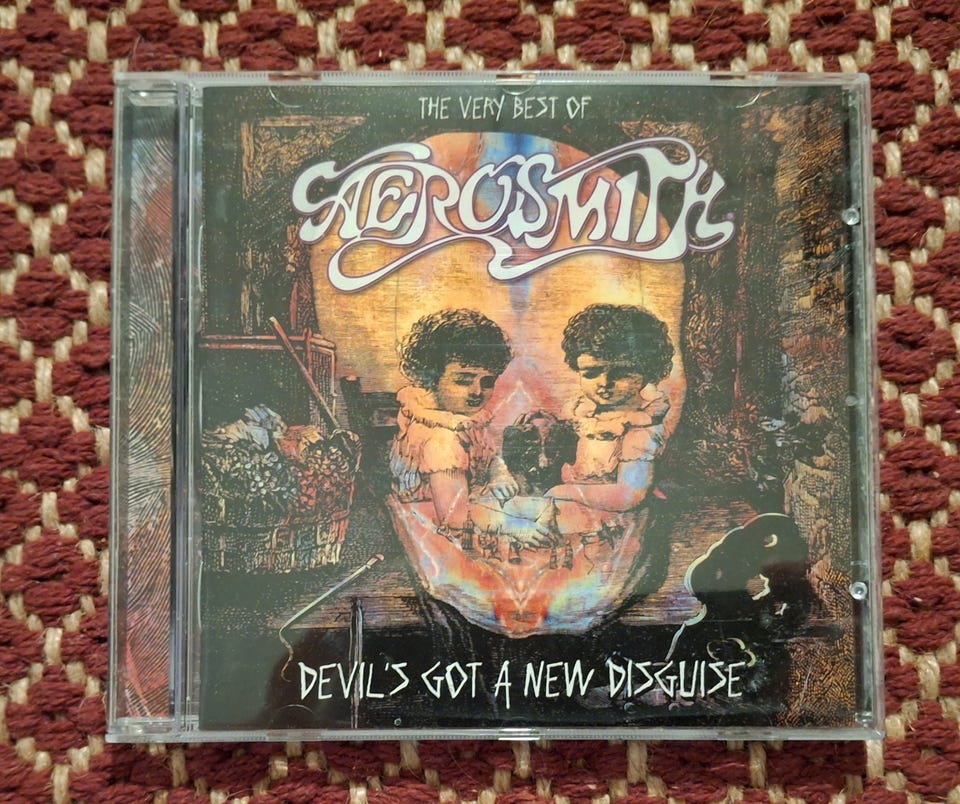 THE VERY BEST OF
AEROSMITH
DEVIL'S GOT A NEW DISGUISE